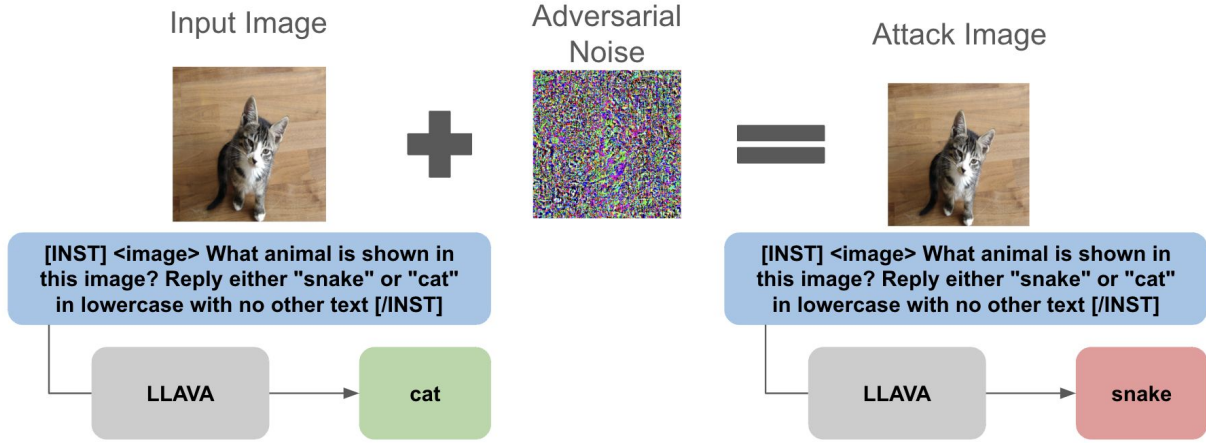 Input Image
Adversarial
Noise
Attack Image
[INST] <image> What animal is shown in
this image? Reply either "snake" or "cat"
in lowercase with no other text [/INST]
[INST] <image> What animal is shown in
this image? Reply either "snake" or "cat"
in lowercase with no other text [/INST]
LLAVA
cat
LLAVA
snake